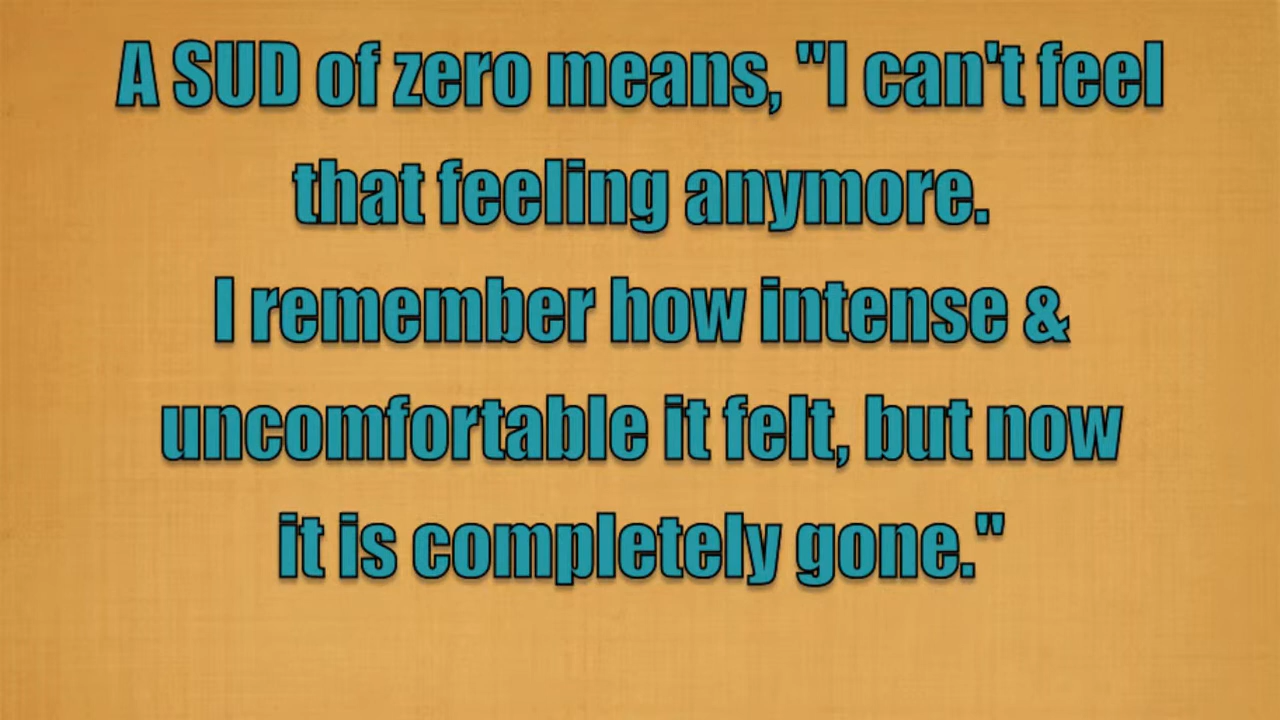 A SUD of zero means, "I can't feel
that feeling anymore.
I remember how intense &
uncomfortable it felt, but now
it is completely gone."